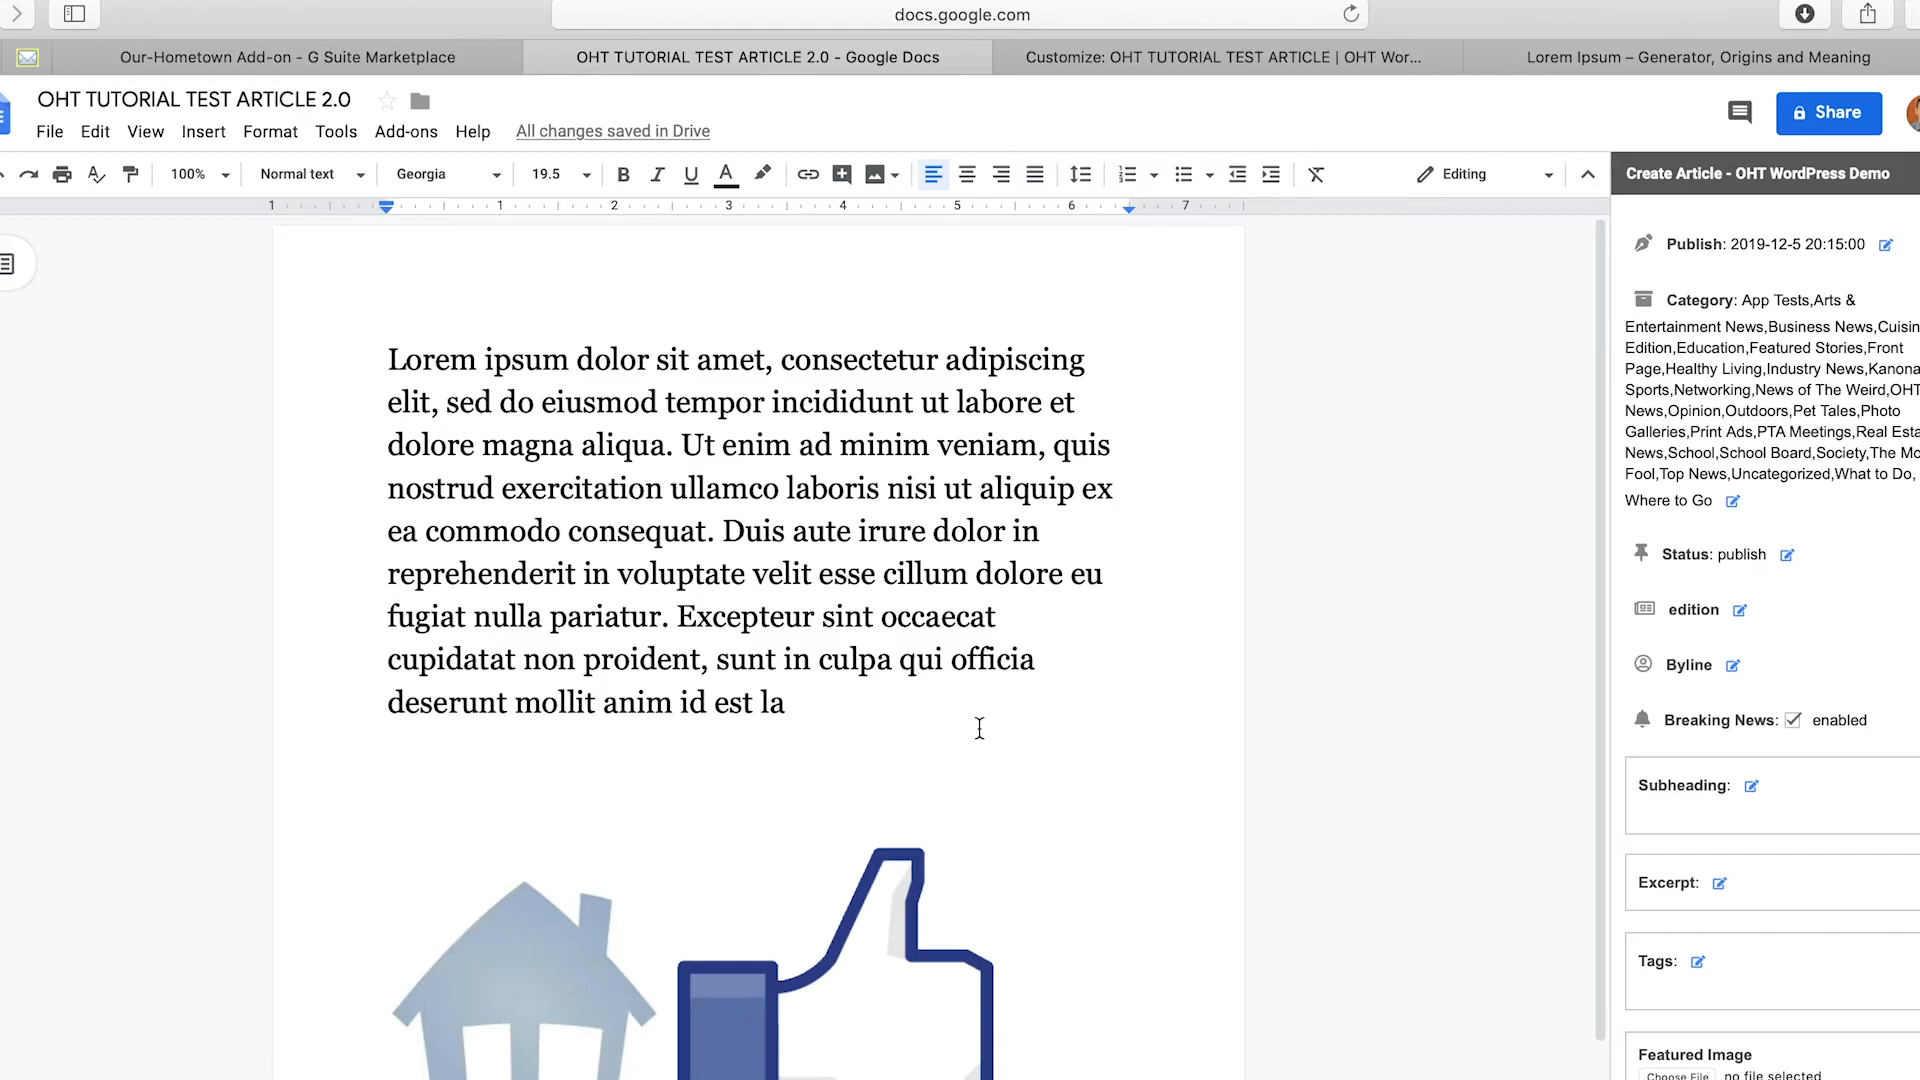 docs.google.com
Our-Hometown Add-on - G Suite Marketplace
OHT TUTORIAL TEST ARTICLE 2.0 - Google Docs
Customize: OHT TUTORIAL TEST ARTICLE | OHT Wor...
Lorem Ipsum – Generator, Origins and Meaning
OHT TUTORIAL TEST ARTICLE 2.0
File Edit View Insert Format Tools Add-ons Help All changes saved in Drive
Share
100% Normal text Georgia 19.5 B I U A Editing
1 1 2 3 4 5 6 7
Lorem ipsum dolor sit amet, consectetur adipiscing
elit, sed do eiusmod tempor incididunt ut labore et
dolore magna aliqua. Ut enim ad minim veniam, quis
nostrud exercitation ullamco laboris nisi ut aliquip ex
ea commodo consequat. Duis aute irure dolor in
reprehenderit in voluptate velit esse cillum dolore eu
fugiat nulla pariatur. Excepteur sint occaecat
cupidatat non proident, sunt in culpa qui officia
deserunt mollit anim id est la
Create Article - OHT WordPress Demo
Publish: 2019-12-5 20:15:00
Category: App Tests,Arts &
Entertainment News,Business News,Cuisin
Edition,Education,Featured Stories,Front
Page,Healthy Living,Industry News,Kanona
Sports,Networking,News of The Weird,OHT
News,Opinion,Outdoors,Pet Tales,Photo
Galleries,Print Ads,PTA Meetings,Real Esta
News,School,School Board,Society,The Mo
Fool,Top News,Uncategorized,What to Do,
Where to Go
Status: publish
edition
Byline
Breaking News: enabled
Subheading:
Excerpt:
Tags:
Featured Image
Choose File no file selected